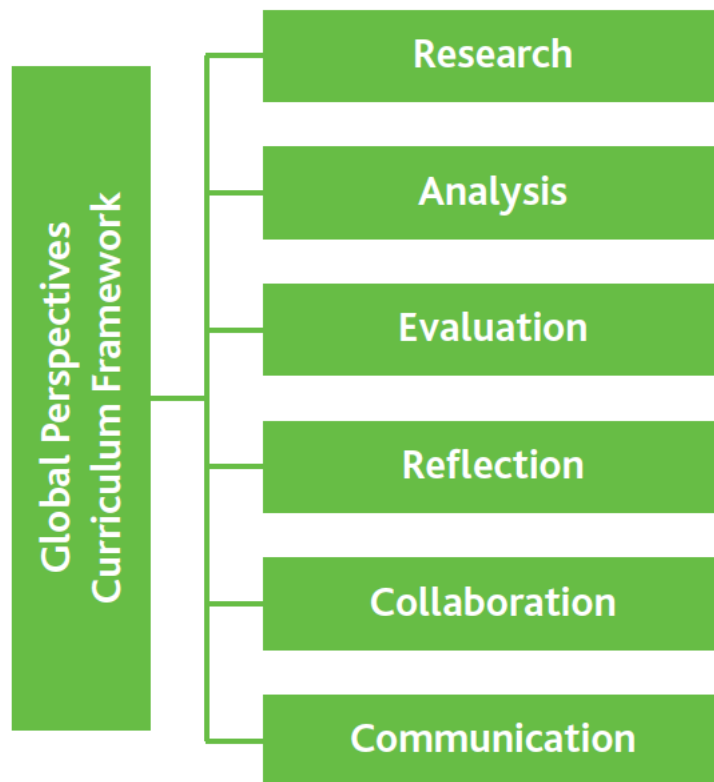 Global Perspectives
Curriculum Framework
Research
Analysis
Evaluation
Reflection
Collaboration
Communication